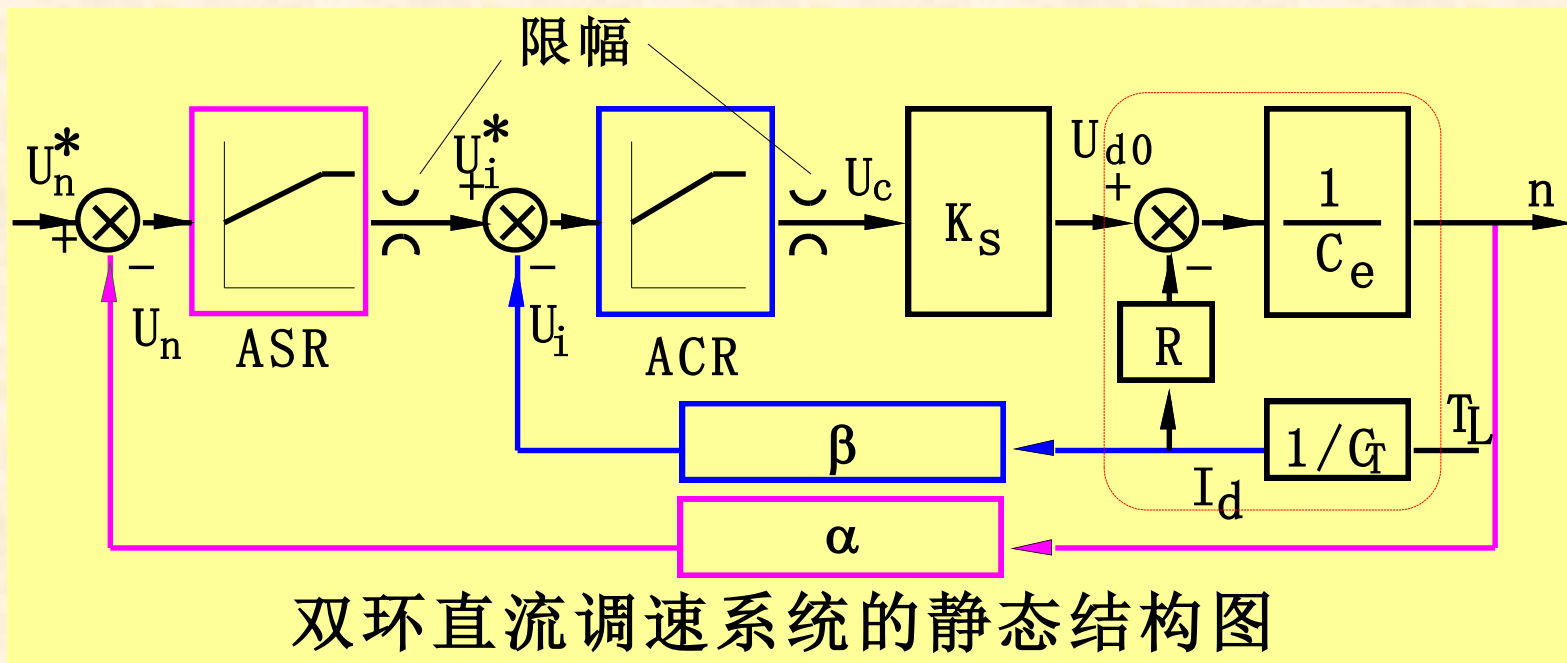 限幅
U*n
+
-
Un
ASR
U*i
+
-
Ui
ACR
Uc
Ks
Ud0
+
-
R
1
Ce
n
β
1/CT
TL
Id
α
双环直流调速系统的静态结构图